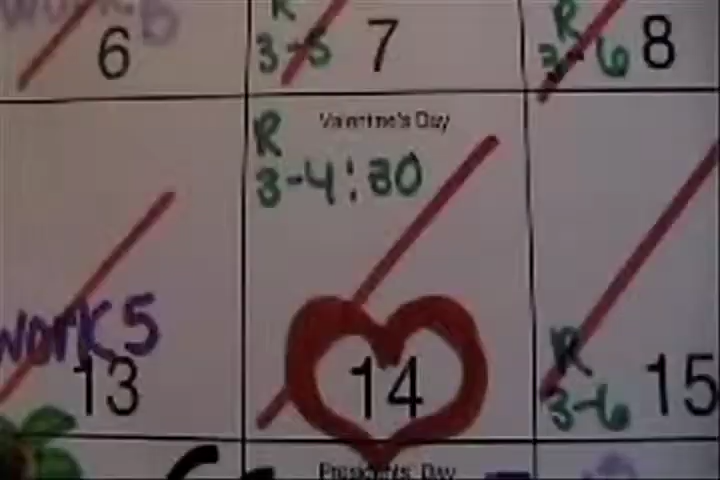 work 6
6
R
3-5
7
R
3-6
8
work 5
13
Valentine's Day
R
3-4:30
14
R
3-6
15
Presidents' Day